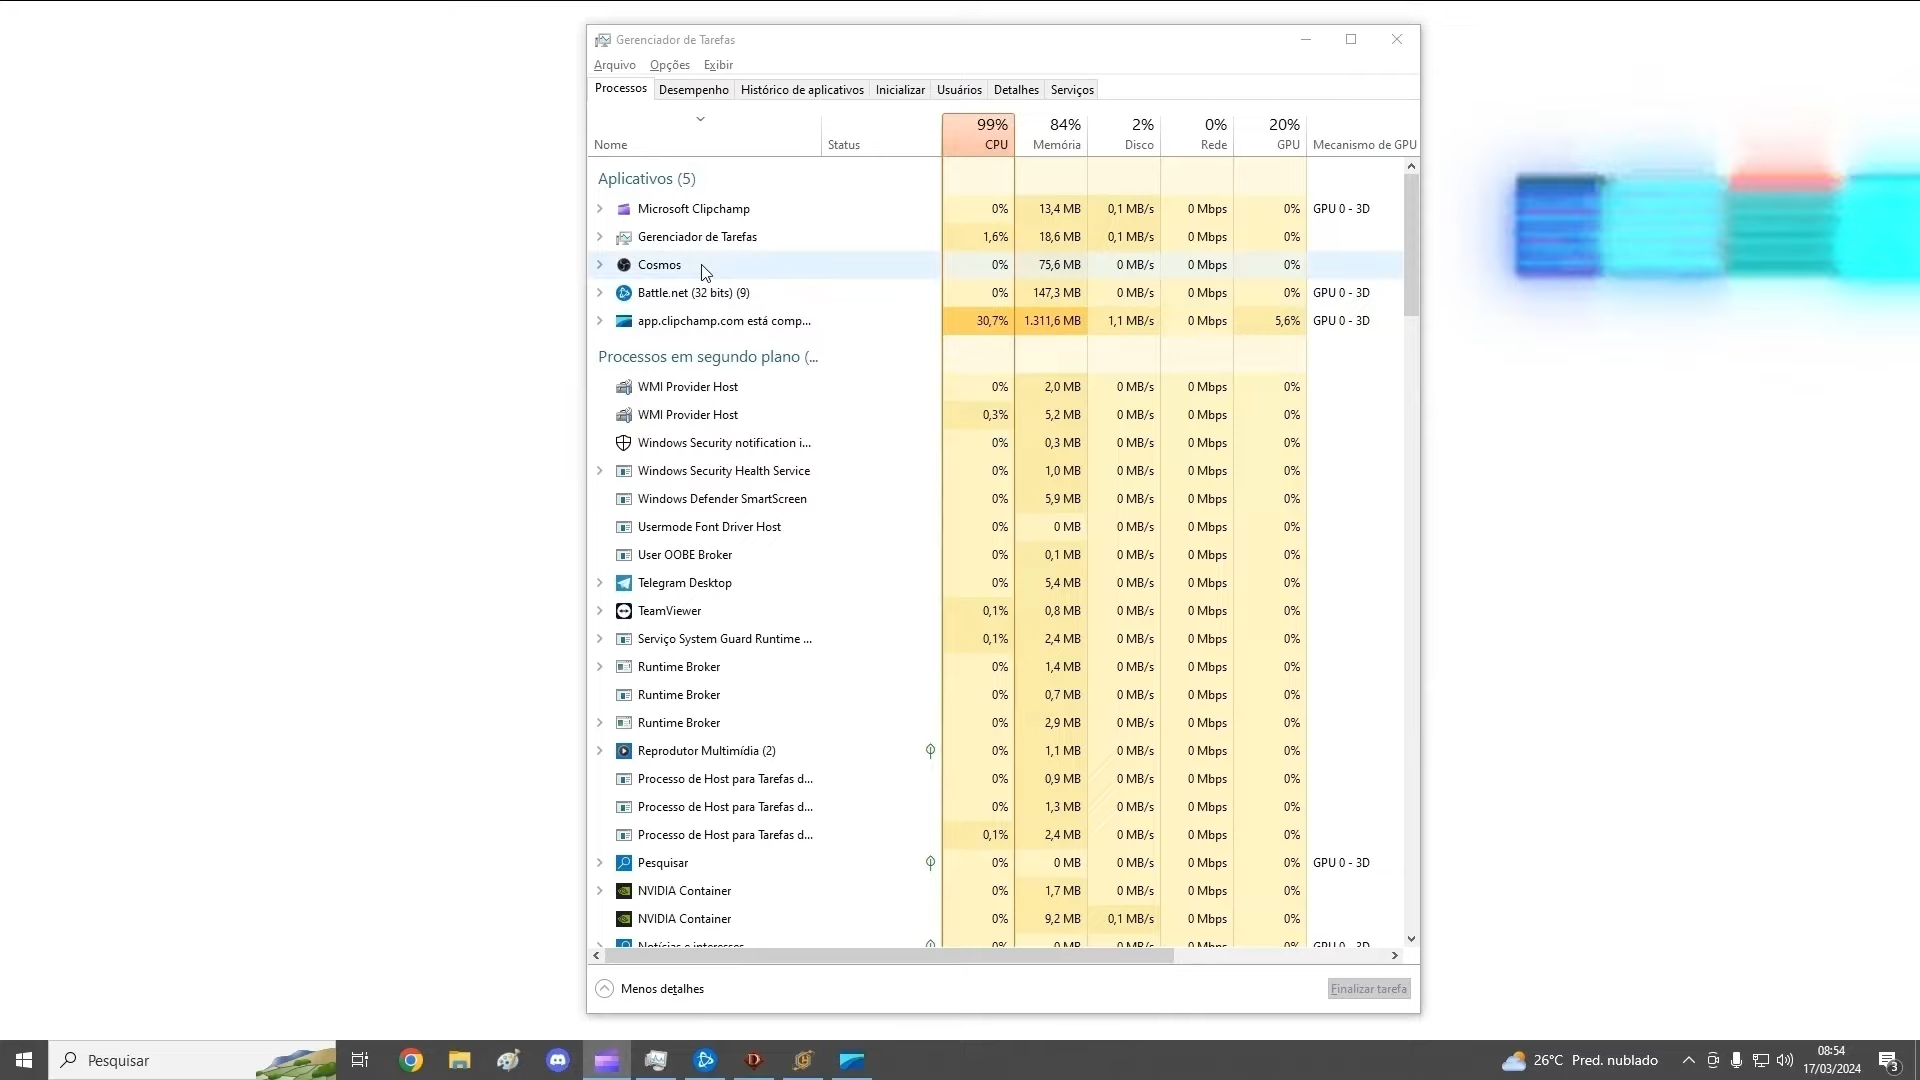 Gerenciador de Tarefas
Arquivo Opções Exibir
Processos Desempenho Histórico de aplicativos Inicializar Usuários Detalhes Serviços
99% 84% 2% 0% 20%
Nome Status CPU Memória Disco Rede GPU Mecanismo de GPU
Aplicativos (5)
Microsoft Clipchamp 0% 13,4 MB 0,1 MB/s 0 Mbps 0% GPU 0 - 3D
Gerenciador de Tarefas 1,6% 18,6 MB 0,1 MB/s 0 Mbps 0%
Cosmos 0% 75,6 MB 0 MB/s 0 Mbps 0%
Battle.net (32 bits) (9) 0% 147,3 MB 0 MB/s 0 Mbps 0% GPU 0 - 3D
app.clipchamp.com está comp... 30,7% 1.311,6 MB 1,1 MB/s 0 Mbps 5,6% GPU 0 - 3D
Processos em segundo plano (...
WMI Provider Host 0% 2,0 MB 0 MB/s 0 Mbps 0%
WMI Provider Host 0,3% 5,2 MB 0 MB/s 0 Mbps 0%
Windows Security notification i... 0% 0,3 MB 0 MB/s 0 Mbps 0%
Windows Security Health Service 0% 1,0 MB 0 MB/s 0 Mbps 0%
Windows Defender SmartScreen 0% 5,9 MB 0 MB/s 0 Mbps 0%
Usermode Font Driver Host 0% 0 MB 0 MB/s 0 Mbps 0%
User OOBE Broker 0% 0,1 MB 0 MB/s 0 Mbps 0%
Telegram Desktop 0% 5,4 MB 0 MB/s 0 Mbps 0%
TeamViewer 0,1% 0,8 MB 0 MB/s 0 Mbps 0%
Serviço System Guard Runtime ... 0,1% 2,4 MB 0 MB/s 0 Mbps 0%
Runtime Broker 0% 1,4 MB 0 MB/s 0 Mbps 0%
Runtime Broker 0% 0,7 MB 0 MB/s 0 Mbps 0%
Runtime Broker 0% 2,9 MB 0 MB/s 0 Mbps 0%
Reprodutor Multimídia (2) 0% 1,1 MB 0 MB/s 0 Mbps 0%
Processo de Host para Tarefas d... 0% 0,9 MB 0 MB/s 0 Mbps 0%
Processo de Host para Tarefas d... 0% 1,3 MB 0 MB/s 0 Mbps 0%
Processo de Host para Tarefas d... 0,1% 2,4 MB 0 MB/s 0 Mbps 0%
Pesquisar 0% 0 MB 0 MB/s 0 Mbps 0% GPU 0 - 3D
NVIDIA Container 0% 1,7 MB 0 MB/s 0 Mbps 0%
NVIDIA Container 0% 9,2 MB 0,1 MB/s 0 Mbps 0%
Notícias e interesses 0% 0 MB 0 MB/s 0 Mbps 0% GPU 0 - 3D
Menos detalhes Finalizar tarefa
Pesquisar 26°C Pred. nublado 08:54
17/03/2024 3